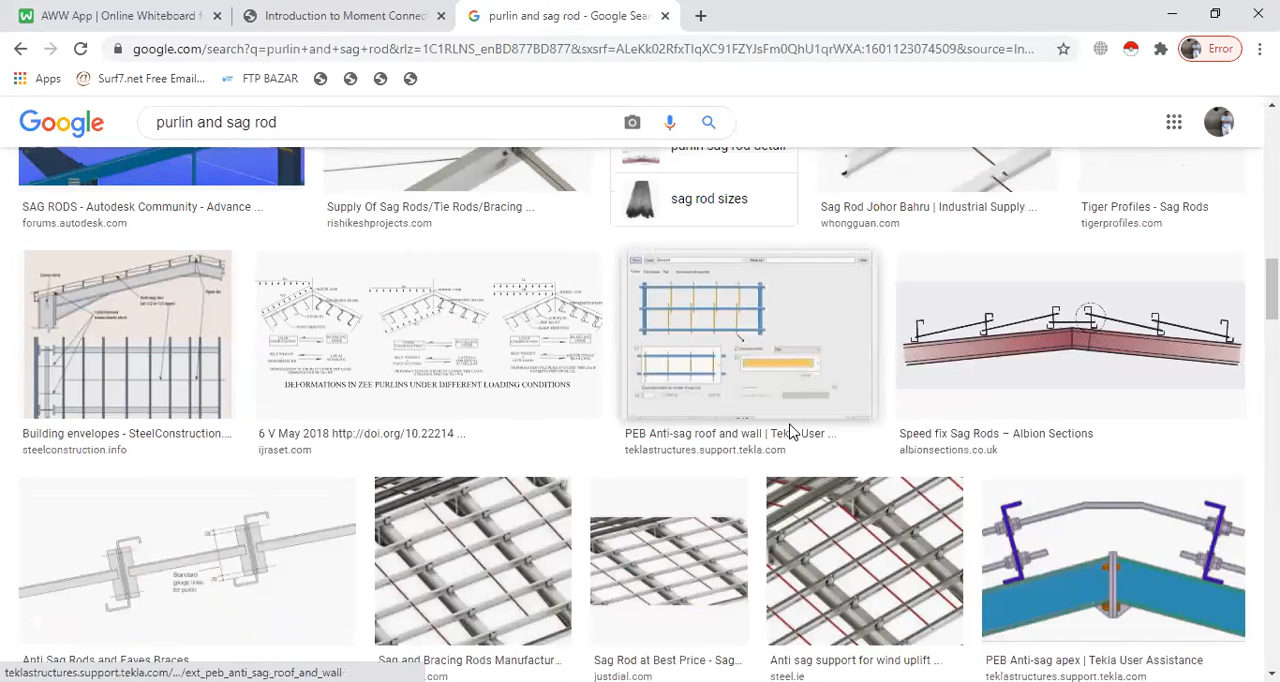 AWW App | Online Whiteboard f
Introduction to Moment Connec
purlin and sag rod - Google Sear
google.com/search?q=purlin+and+sag+rod&rlz=1C1RLNS_enBD877BD877&sxsrf=ALeKk02RfxTlqXC91FZYJsFm0QhU1qrWXA:1601123074509&source=ln...
Error
Apps
Surf7.net Free Email...
FTP BAZAR
Google
purlin and sag rod
purlin sag rod detail
sag rod sizes
SAG RODS - Autodesk Community - Advance ...
forums.autodesk.com
Supply Of Sag Rods/Tie Rods/Bracing ...
rishikeshprojects.com
Sag Rod Johor Bahru | Industrial Supply ...
whongguan.com
Tiger Profiles - Sag Rods
tigerprofiles.com
DEFORMATIONS IN ZEE PURLINS UNDER DIFFERENT LOADING CONDITIONS
Building envelopes - SteelConstruction....
steelconstruction.info
6 V May 2018 http://doi.org/10.22214 ...
ijraset.com
PEB Anti-sag roof and wall | Tekla User ...
teklastructures.support.tekla.com
Speed fix Sag Rods – Albion Sections
albionsections.co.uk
Standard
gauge lines
for purlin
Anti Sag Rods and Eaves Braces
Sag and Bracing Rods Manufactur...
.com
Sag Rod at Best Price - Sag...
justdial.com
Anti sag support for wind uplift ...
steel.ie
PEB Anti-sag apex | Tekla User Assistance
teklastructures.support.tekla.com
teklastructures.support.tekla.com/.../ext_peb_anti_sag_roof_and_wall